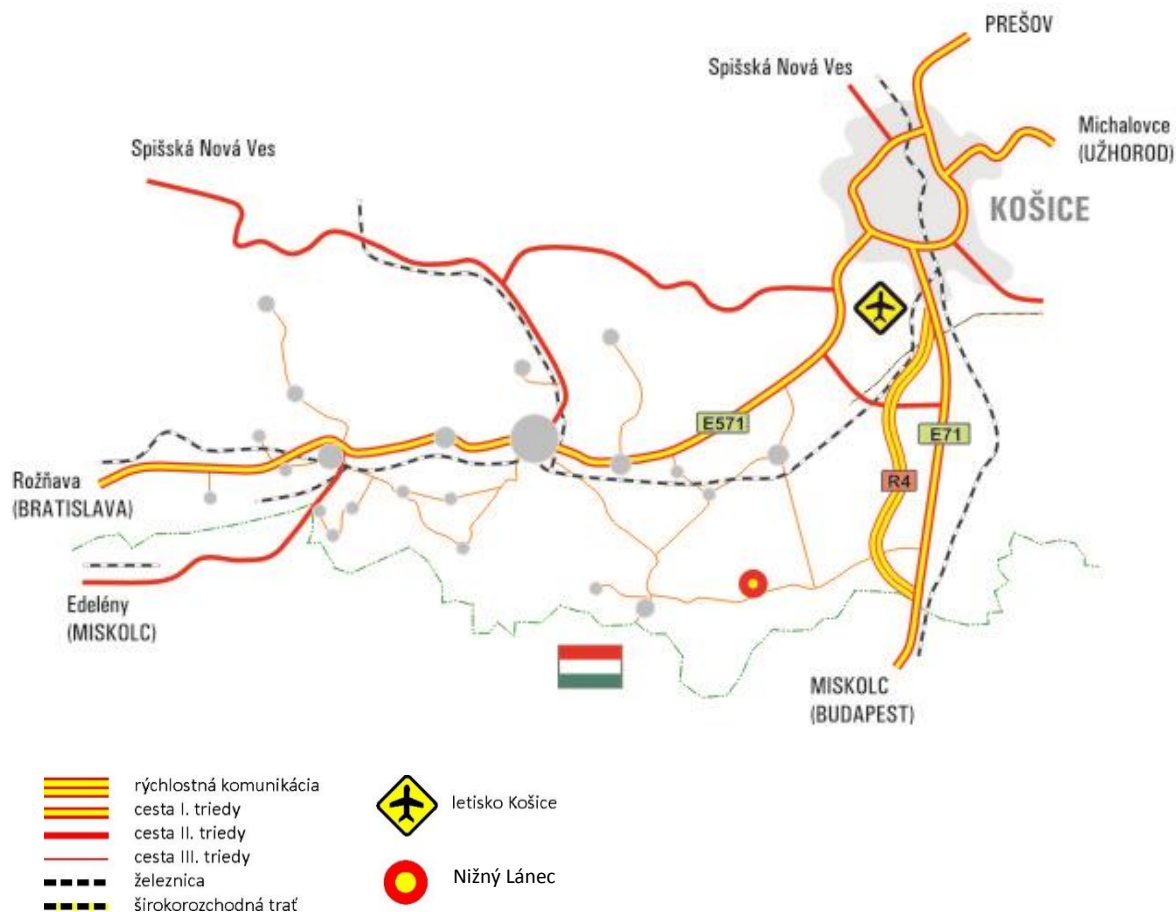 PREŠOV
Spišská Nová Ves
Michalovce
(UŽHOROD)
Spišská Nová Ves
KOŠICE
E571
E71
R4
Rožňava
(BRATISLAVA)
Edelény
(MISKOLC)
MISKOLC
(BUDAPEST)
rýchlostná komunikácia
cesta I. triedy
cesta II. triedy
cesta III. triedy
železnica
širokorozchodná trať
letisko Košice
Nižný Lánec